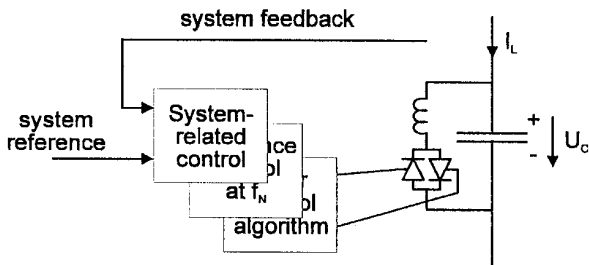 system feedback
I_L
system
reference
System-
related
control
at f_N
algorithm
+
-
U_C